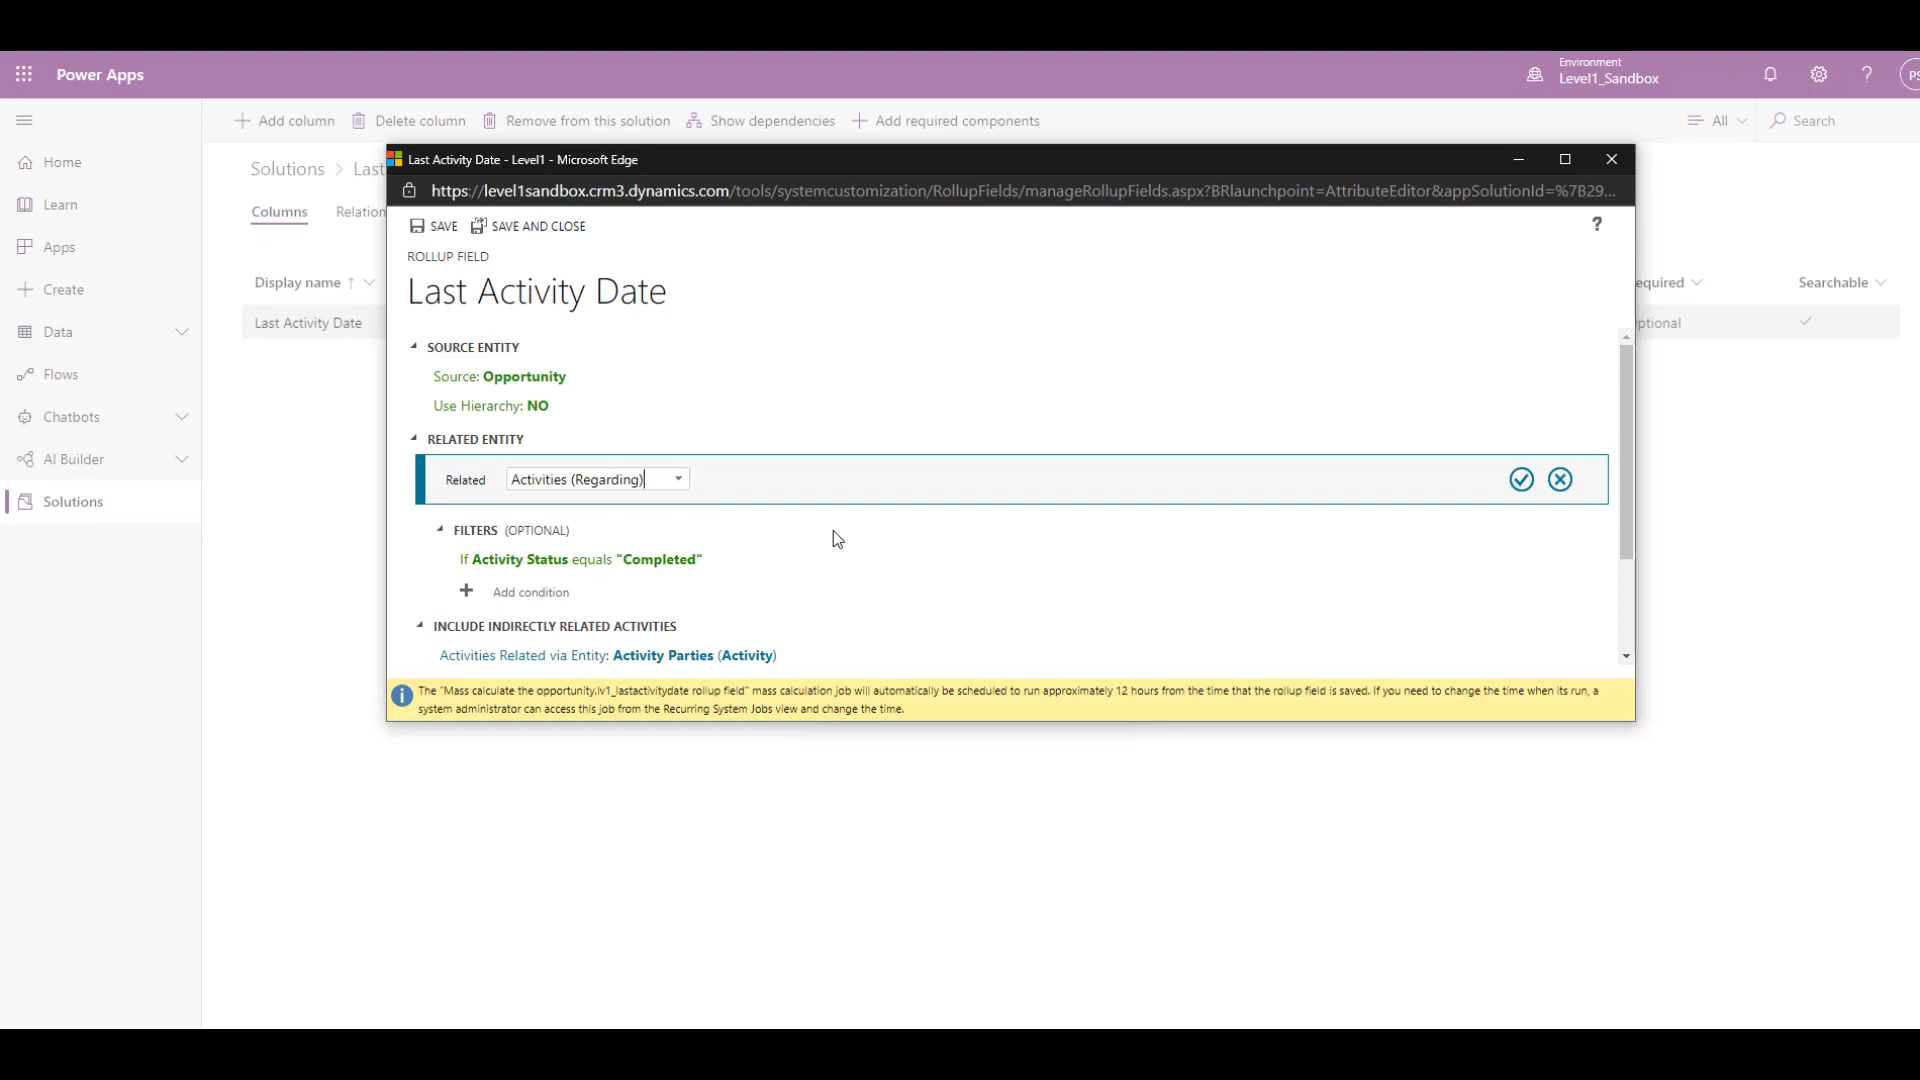 Power Apps
Environment
Level1_Sandbox
?
PS
Add column
Delete column
Remove from this solution
Show dependencies
Add required components
All
Search
Home
Learn
Apps
Create
Data
Flows
Chatbots
AI Builder
Solutions
Solutions > Last
Columns
Relation
Display name ↑
equired
Searchable
Last Activity Date
ptional
Last Activity Date - Level1 - Microsoft Edge
https://level1sandbox.crm3.dynamics.com/tools/systemcustomization/RollupFields/manageRollupFields.aspx?BRlaunchpoint=AttributeEditor&appSolutionId=%7B29...
SAVE
SAVE AND CLOSE
?
ROLLUP FIELD
Last Activity Date
SOURCE ENTITY
Source: Opportunity
Use Hierarchy: NO
RELATED ENTITY
Related
Activities (Regarding)
FILTERS (OPTIONAL)
If Activity Status equals "Completed"
+ Add condition
INCLUDE INDIRECTLY RELATED ACTIVITIES
Activities Related via Entity: Activity Parties (Activity)
The "Mass calculate the opportunity.lv1_lastactivitydate rollup field" mass calculation job will automatically be scheduled to run approximately 12 hours from the time that the rollup field is saved. If you need to change the time when its run, a
system administrator can access this job from the Recurring System Jobs view and change the time.